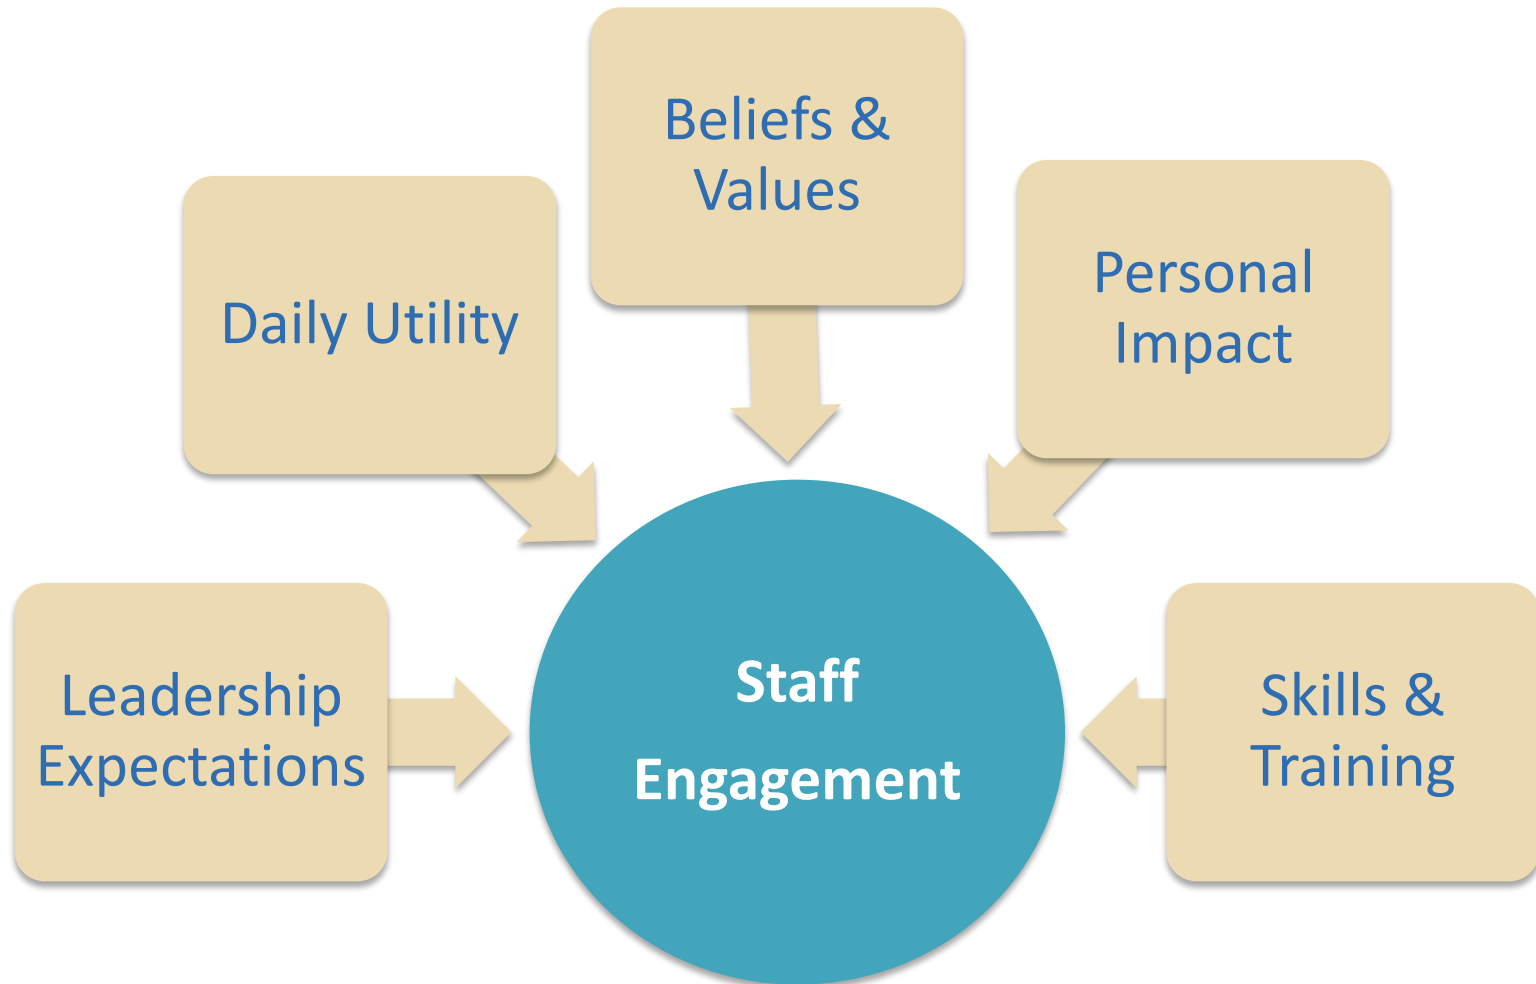 Beliefs &
Values
Daily Utility
Personal
Impact
Leadership
Expectations
Staff
Engagement
Skills &
Training